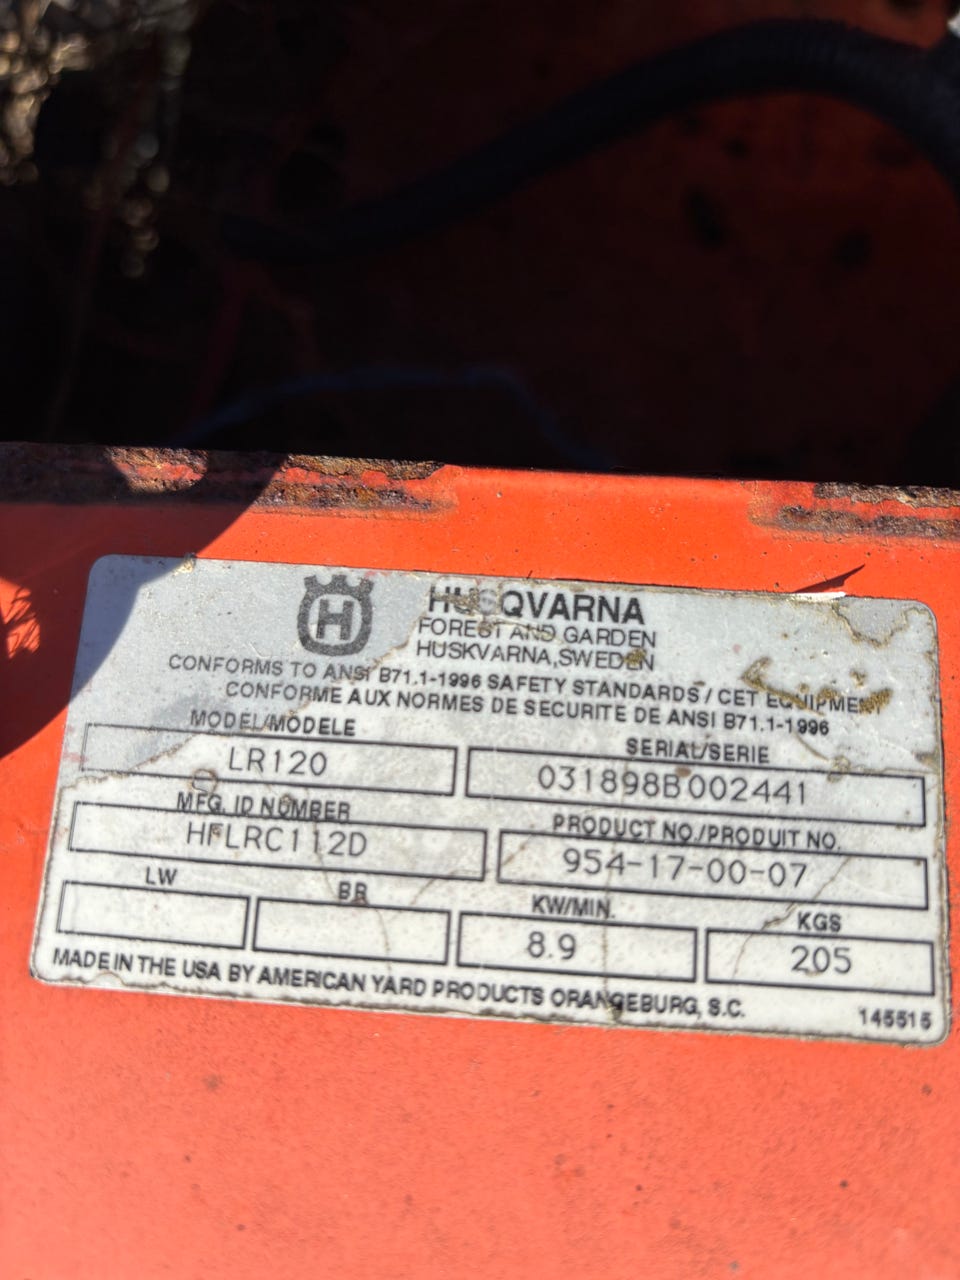 H
HUSQVARNA
FOREST AND GARDEN
HUSKVARNA, SWEDEN
CONFORMS TO ANSI B71.1-1996 SAFETY STANDARDS / CET EQUIPMENT
CONFORME AUX NORMES DE SECURITE DE ANSI B71.1-1996
MODEL/MODELE SERIAL/SERIE
LR120 031898B002441
MFG. ID NUMBER PRODUCT NO./PRODUIT NO.
HFLRC112D 954-17-00-07
LW BR KW/MIN. KGS
8.9 205
MADE IN THE USA BY AMERICAN YARD PRODUCTS ORANGEBURG, S.C. 145515